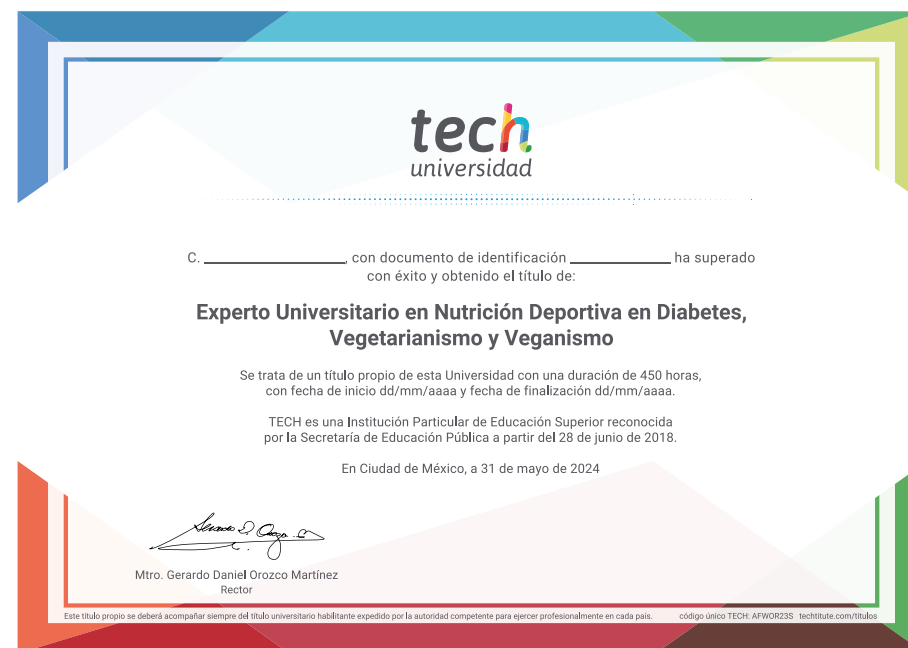 tech
universidad
C. ____________, con documento de identificación ____________ ha superado
con éxito y obtenido el título de:
Experto Universitario en Nutrición Deportiva en Diabetes,
Vegetarianismo y Veganismo
Se trata de un título propio de esta Universidad con una duración de 450 horas,
con fecha de inicio dd/mm/aaaa y fecha de finalización dd/mm/aaaa.
TECH es una Institución Particular de Educación Superior reconocida
por la Secretaría de Educación Pública a partir del 28 de junio de 2018.
En Ciudad de México, a 31 de mayo de 2024
Mtro. Gerardo Daniel Orozco Martínez
Rector
Este título propio se deberá acompañar siempre del título universitario habilitante expedido por la autoridad competente para ejercer profesionalmente en cada país. código único TECH: AFWOR23S techtitute.com/titulos